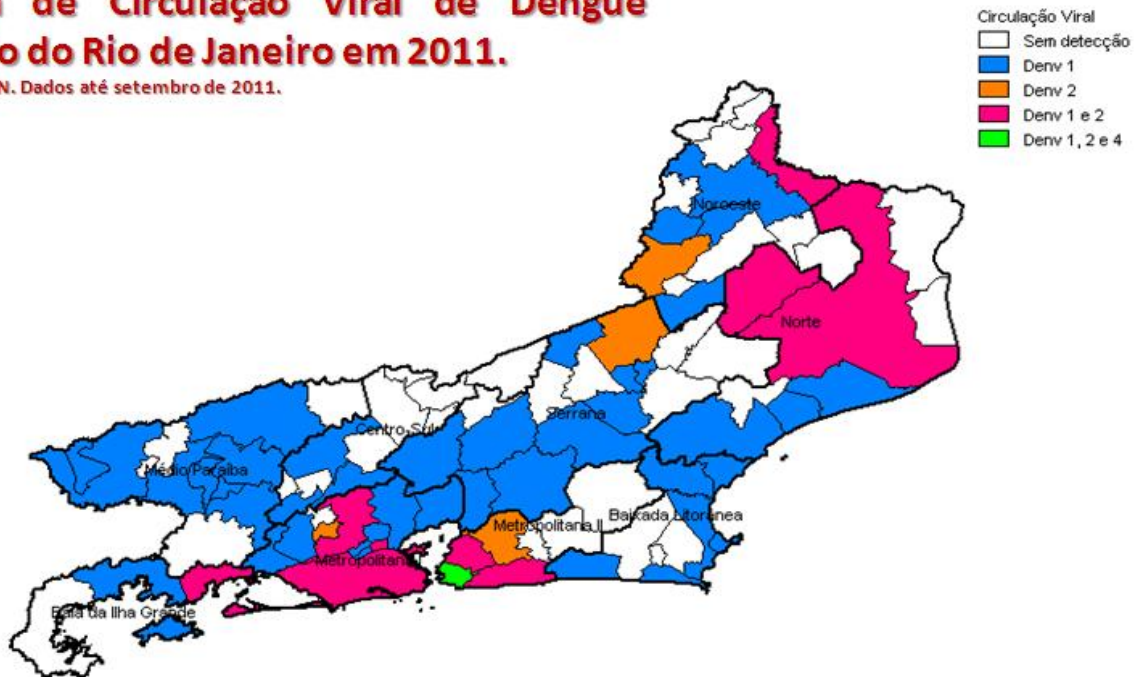 de Circulação Viral de Dengue
o do Rio de Janeiro em 2011.
N. Dados até setembro de 2011.
Circulação Viral
Sem detecção
Denv 1
Denv 2
Denv 1 e 2
Denv 1, 2 e 4
Noroeste
Norte
Serrana
Centro-Sul
Médio Paraíba
Metropolitana II
Baixada Litorânea
Metropolitana
Baía da Ilha Grande